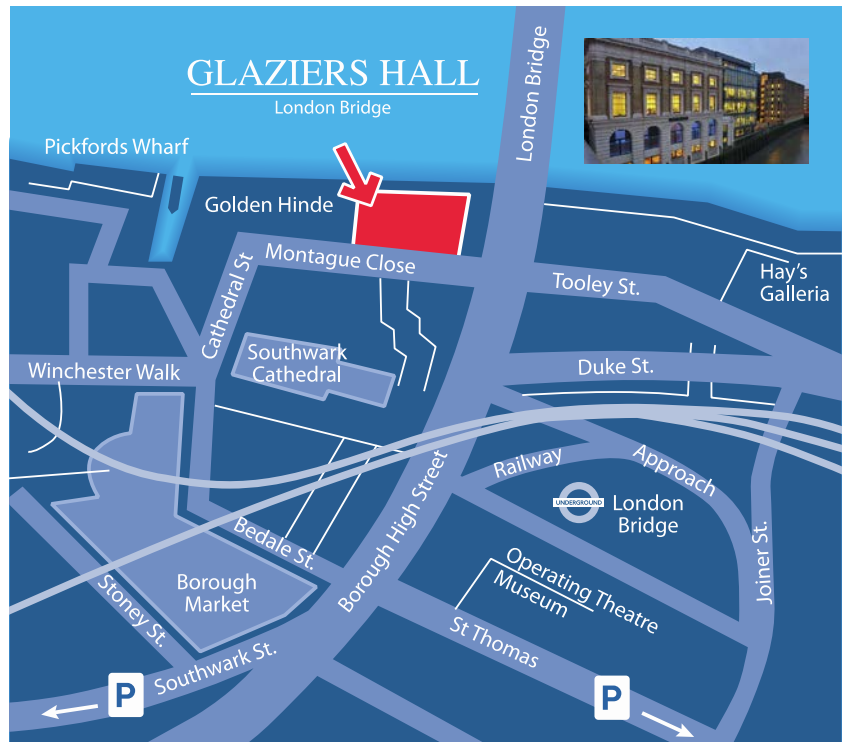 GLAZIERS HALL
London Bridge
London Bridge
Pickfords Wharf
Golden Hinde
Montague Close
Cathedral St
Tooley St.
Hay's
Galleria
Southwark
Cathedral
Winchester Walk
Duke St.
Railway
Approach
UNDERGROUND
London
Bridge
Borough High Street
Bedale St.
Joiner St.
Operating Theatre
Museum
Borough
Market
Stoney St.
St Thomas
Southwark St.
P
P